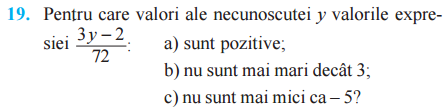 19. Pentru care valori ale necunoscutei y valorile expre-
siei (3y – 2)/72: a) sunt pozitive;
b) nu sunt mai mari decât 3;
c) nu sunt mai mici ca – 5?